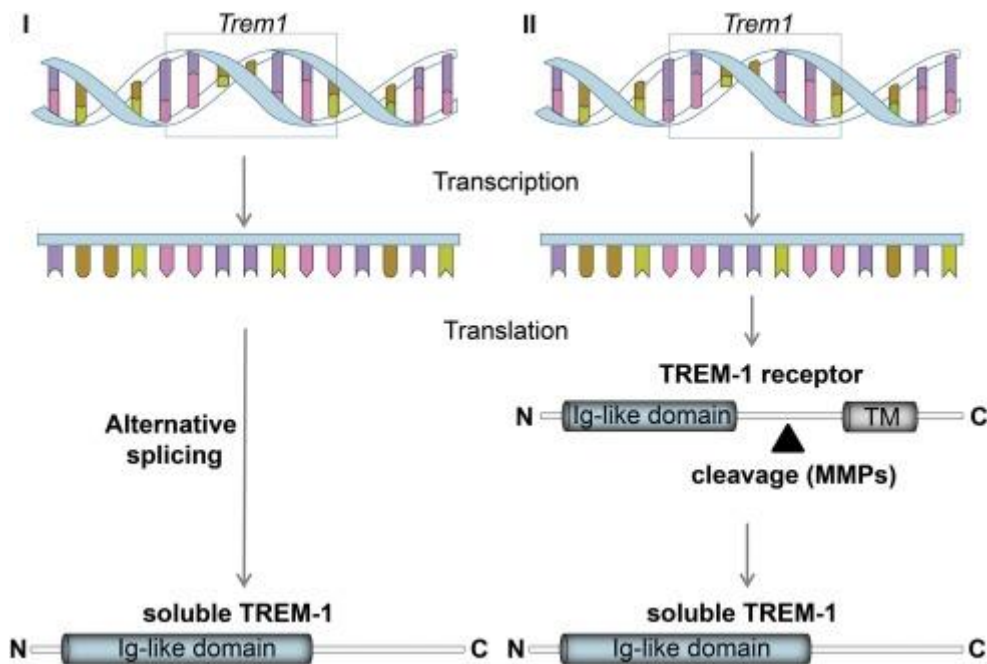 I
Trem1
II
Trem1
Transcription
Translation
Alternative
splicing
TREM-1 receptor
N
Ig-like domain
TM
C
cleavage (MMPs)
soluble TREM-1
N
Ig-like domain
C
soluble TREM-1
N
Ig-like domain
C